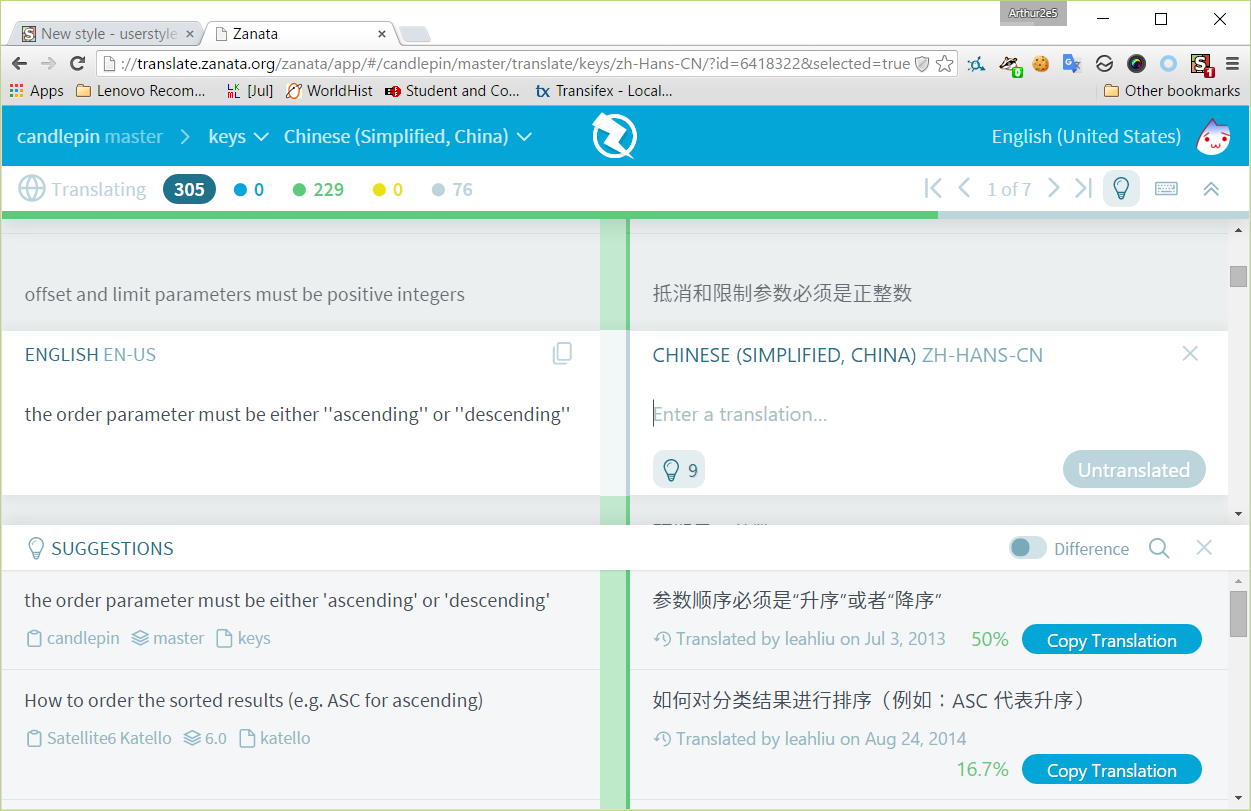 Arthur2e5
New style - userstyle
Zanata
://translate.zanata.org/zanata/app/#/candlepin/master/translate/keys/zh-Hans-CN/?id=6418322&selected=true
0
1
Apps Lenovo Recom... LK ML [Jul] WorldHist Student and Co... tx Transifex - Local... Other bookmarks
candlepin master keys Chinese (Simplified, China) English (United States)
Translating 305 0 229 0 76 1 of 7
offset and limit parameters must be positive integers 抵消和限制参数必须是正整数
ENGLISH EN-US CHINESE (SIMPLIFIED, CHINA) ZH-HANS-CN
the order parameter must be either ''ascending'' or ''descending'' Enter a translation...
9 Untranslated
SUGGESTIONS Difference
the order parameter must be either 'ascending' or 'descending' 参数顺序必须是“升序”或者“降序”
candlepin master keys Translated by leahliu on Jul 3, 2013 50% Copy Translation
How to order the sorted results (e.g. ASC for ascending) 如何对分类结果进行排序（例如：ASC 代表升序）
Satellite6 Katello 6.0 katello Translated by leahliu on Aug 24, 2014
16.7% Copy Translation